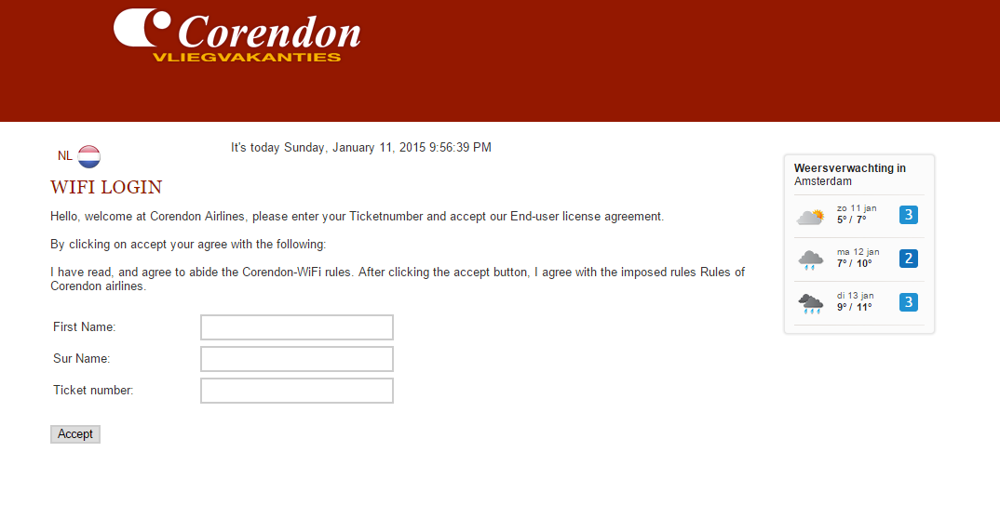 Corendon
VLIEGVAKANTIES
NL
It's today Sunday, January 11, 2015 9:56:39 PM
WIFI LOGIN
Hello, welcome at Corendon Airlines, please enter your Ticketnumber and accept our End-user license agreement.
By clicking on accept your agree with the following:
I have read, and agree to abide the Corendon-WiFi rules. After clicking the accept button, I agree with the imposed rules Rules of
Corendon airlines.
First Name:
Sur Name:
Ticket number:
Accept
Weersverwachting in
Amsterdam
zo 11 jan
5° / 7°
3
ma 12 jan
7° / 10°
2
di 13 jan
9° / 11°
3